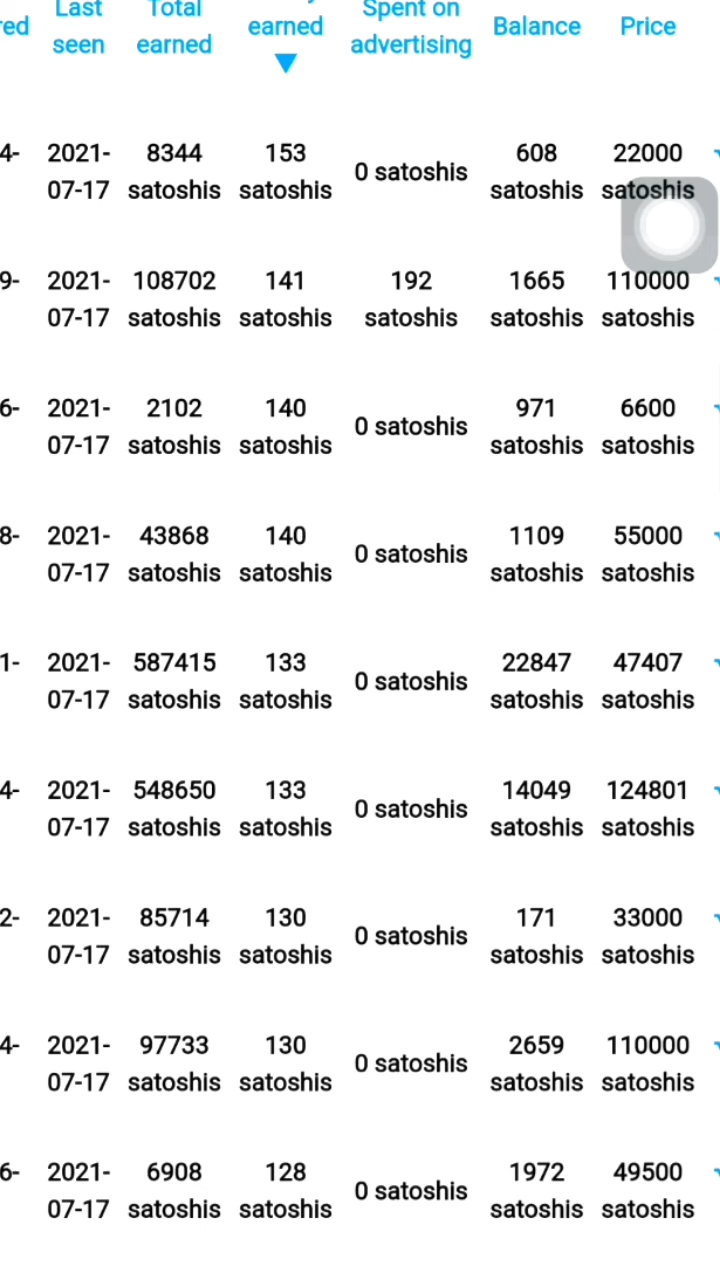 Last Total Spent on
red seen earned earned advertising Balance Price
4- 2021- 8344 153 0 satoshis 608 22000
07-17 satoshis satoshis satoshis satoshis
9- 2021- 108702 141 192 1665 110000
07-17 satoshis satoshis satoshis satoshis satoshis
6- 2021- 2102 140 0 satoshis 971 6600
07-17 satoshis satoshis satoshis satoshis
8- 2021- 43868 140 0 satoshis 1109 55000
07-17 satoshis satoshis satoshis satoshis
1- 2021- 587415 133 0 satoshis 22847 47407
07-17 satoshis satoshis satoshis satoshis
4- 2021- 548650 133 0 satoshis 14049 124801
07-17 satoshis satoshis satoshis satoshis
2- 2021- 85714 130 0 satoshis 171 33000
07-17 satoshis satoshis satoshis satoshis
4- 2021- 97733 130 0 satoshis 2659 110000
07-17 satoshis satoshis satoshis satoshis
6- 2021- 6908 128 0 satoshis 1972 49500
07-17 satoshis satoshis satoshis satoshis